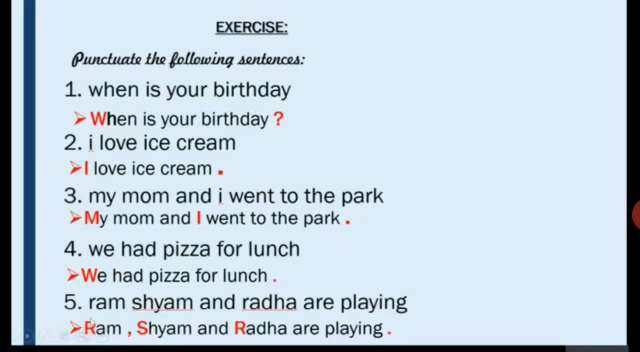 EXERCISE:
Punctuate the following sentences:
1. when is your birthday
➢ When is your birthday ?
2. i love ice cream
➢I love ice cream .
3. my mom and i went to the park
➢My mom and I went to the park .
4. we had pizza for lunch
➢We had pizza for lunch .
5. ram shyam and radha are playing
➢Ram , Shyam and Radha are playing .